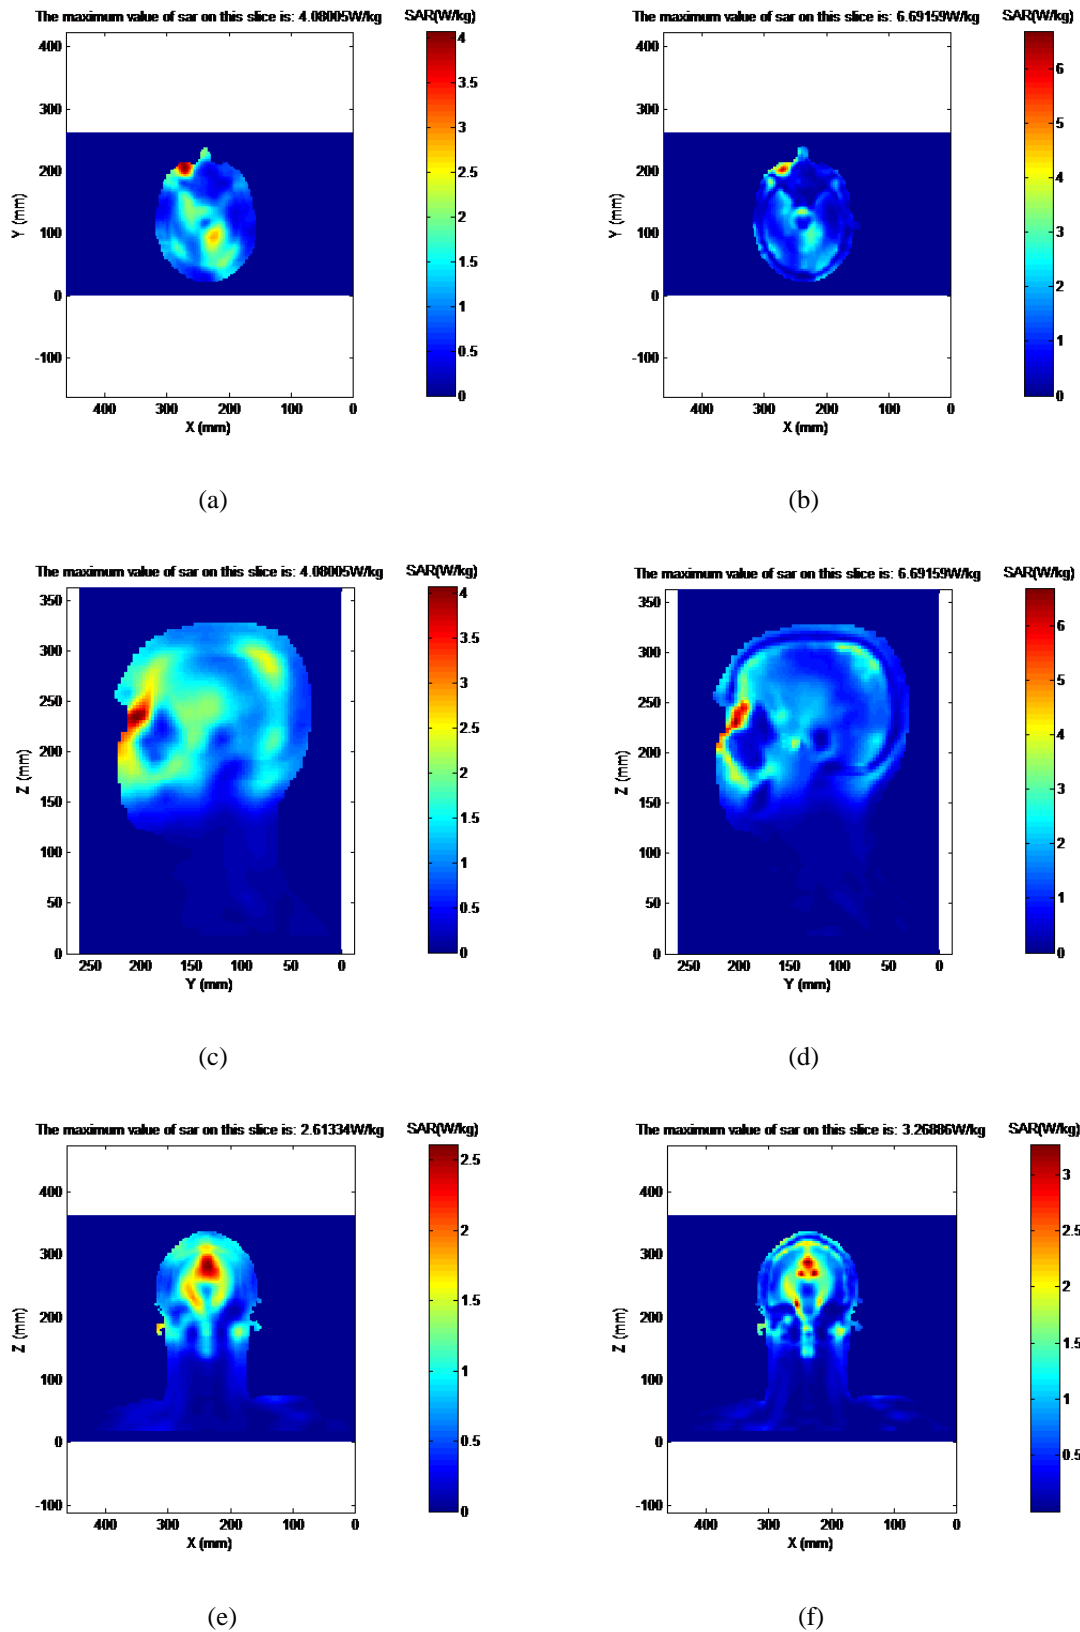 The maximum value of sar on this slice is: 4.08005W/kg SAR(W/kg)
400
300
200
100
0
-100
Y (mm)
400 300 200 100 0
X (mm)
4
3.5
3
2.5
2
1.5
1
0.5
0
(a)
The maximum value of sar on this slice is: 6.69159W/kg SAR(W/kg)
400
300
200
100
0
-100
Y (mm)
400 300 200 100 0
X (mm)
6
5
4
3
2
1
0
(b)
The maximum value of sar on this slice is: 4.08005W/kg SAR(W/kg)
350
300
250
200
150
100
50
0
Z (mm)
250 200 150 100 50 0
Y (mm)
4
3.5
3
2.5
2
1.5
1
0.5
0
(c)
The maximum value of sar on this slice is: 6.69159W/kg SAR(W/kg)
350
300
250
200
150
100
50
0
Z (mm)
250 200 150 100 50 0
Y (mm)
6
5
4
3
2
1
0
(d)
The maximum value of sar on this slice is: 2.61334W/kg SAR(W/kg)
400
300
200
100
0
-100
Z (mm)
400 300 200 100 0
X (mm)
2.5
2
1.5
1
0.5
0
(e)
The maximum value of sar on this slice is: 3.26886W/kg SAR(W/kg)
400
300
200
100
0
-100
Z (mm)
400 300 200 100 0
X (mm)
3
2.5
2
1.5
1
0.5
(f)